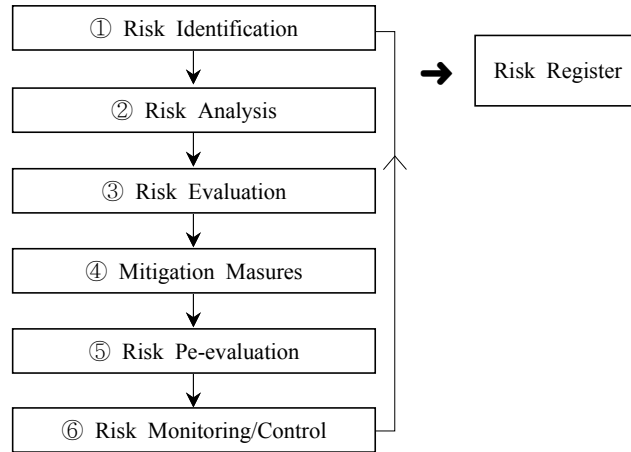 ① Risk Identification
Risk Register
② Risk Analysis
③ Risk Evaluation
④ Mitigation Masures
⑤ Risk Pe-evaluation
⑥ Risk Monitoring/Control